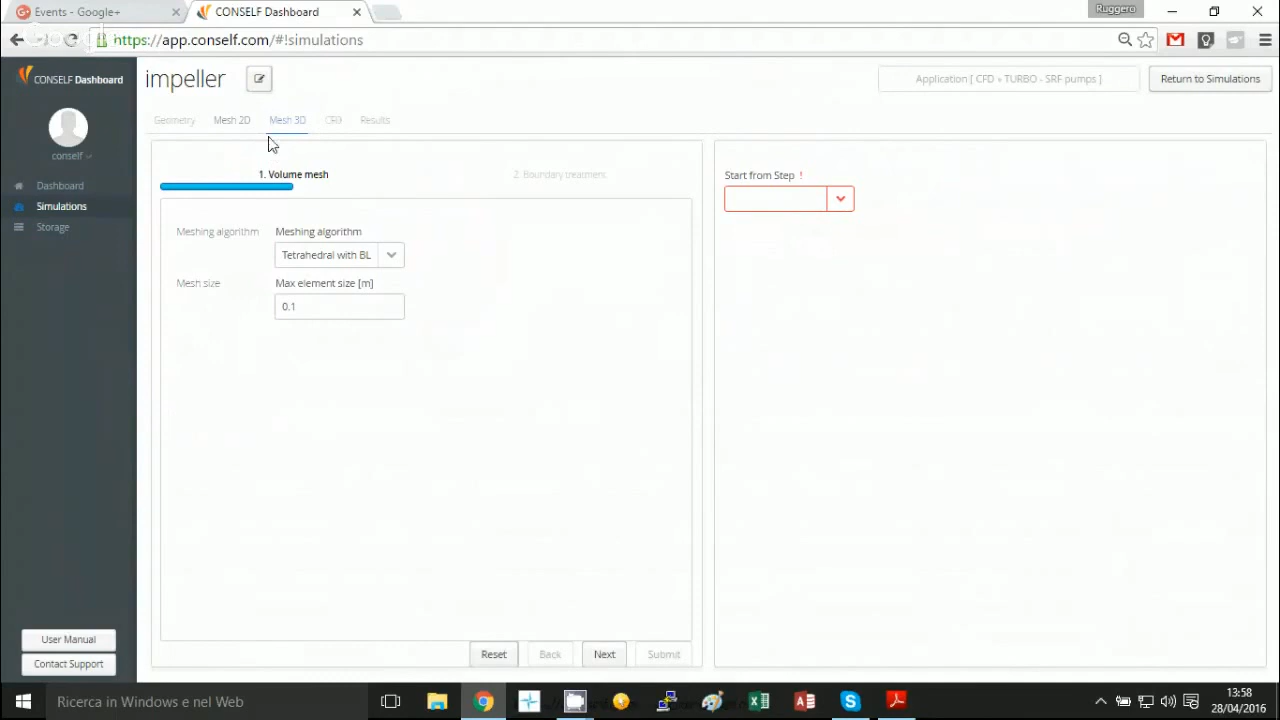 Events - Google+
CONSELF Dashboard
Ruggero
https://app.conself.com/#!simulations
CONSELF Dashboard
impeller
Application [ CFD » TURBO - SRF pumps ]
Return to Simulations
Geometry
Mesh 2D
Mesh 3D
CFD
Results
conself
Dashboard
Simulations
Storage
1. Volume mesh
2. Boundary treatment
Start from Step !
Meshing algorithm
Meshing algorithm
Tetrahedral with BL
Mesh size
Max element size [m]
0.1
User Manual
Contact Support
Reset
Back
Next
Submit
Ricerca in Windows e nel Web
13:58
28/04/2016